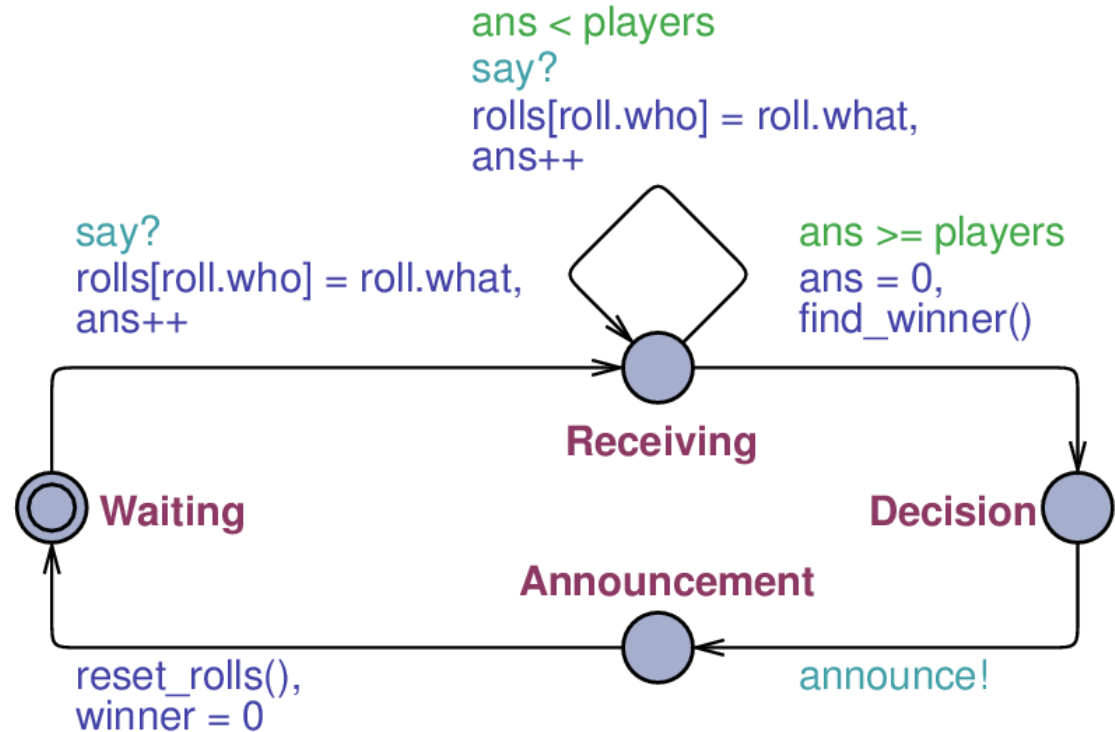 ans < players
say?
rolls[roll.who] = roll.what,
ans++
say?
rolls[roll.who] = roll.what,
ans++
ans >= players
ans = 0,
find_winner()
Receiving
Waiting
Decision
Announcement
reset_rolls(),
winner = 0
announce!